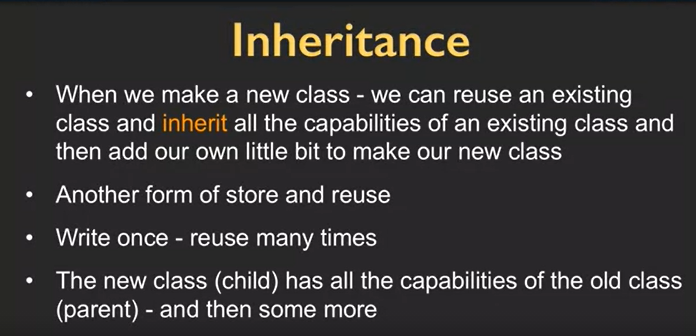 Inheritance
• When we make a new class - we can reuse an existing
class and inherit all the capabilities of an existing class and
then add our own little bit to make our new class
• Another form of store and reuse
• Write once - reuse many times
• The new class (child) has all the capabilities of the old class
(parent) - and then some more